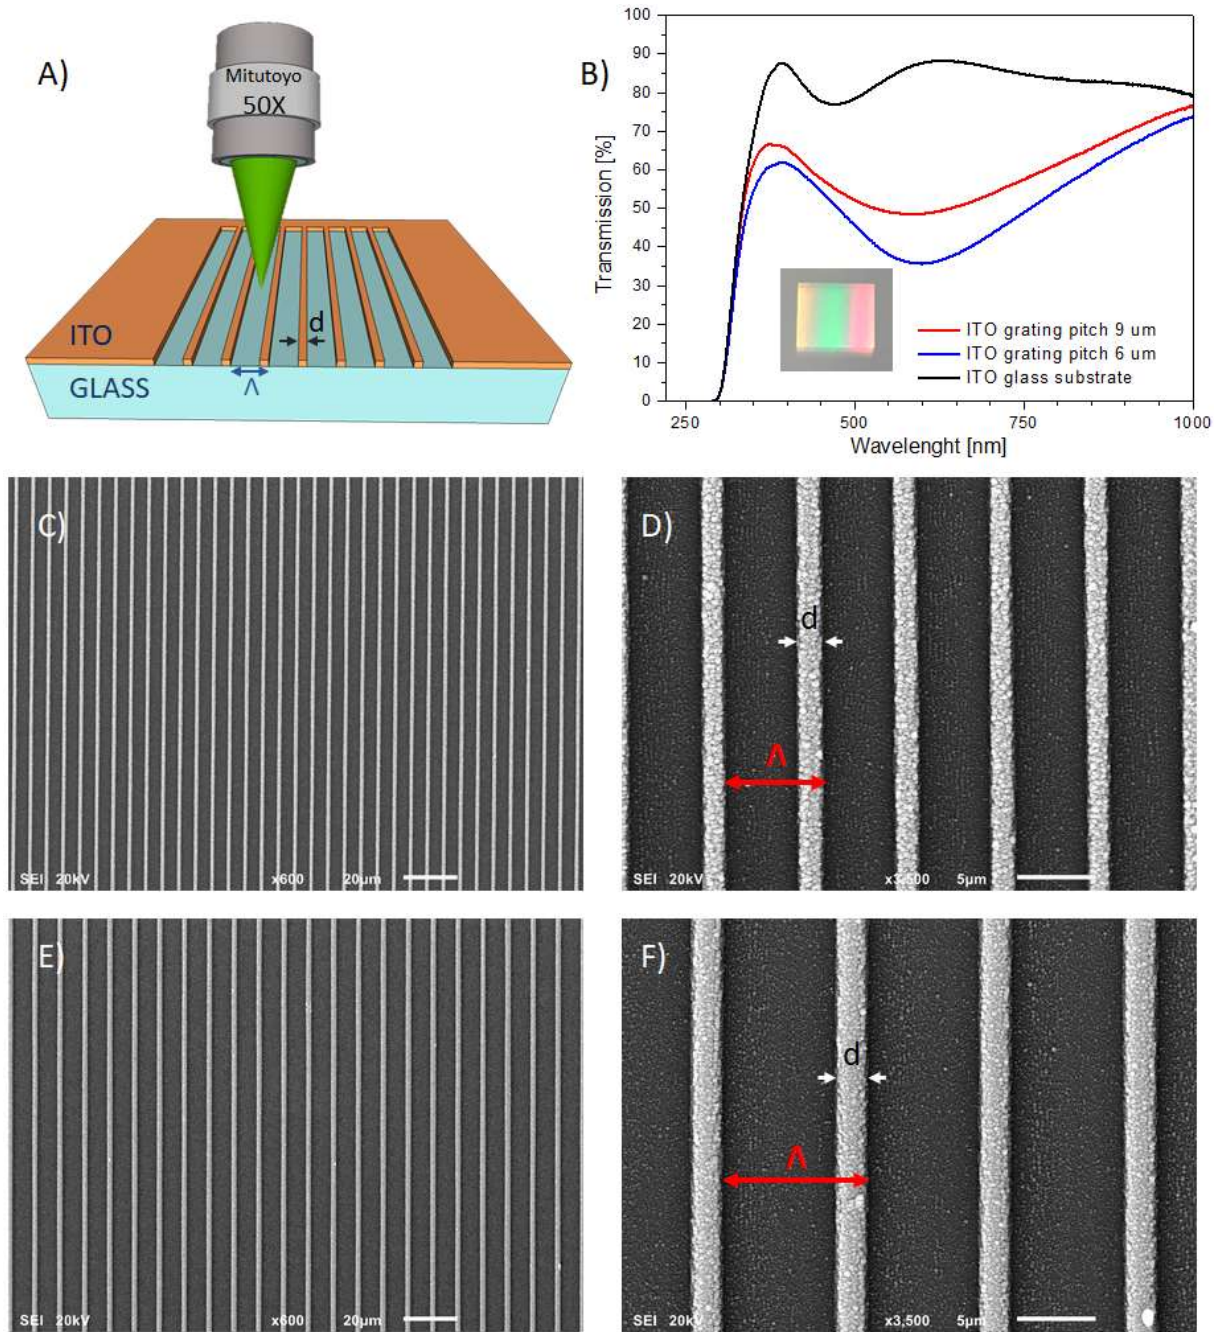 A)
Mitutoyo
50X
ITO
d
GLASS
Λ
B)
Transmission [%]
100
90
80
70
60
50
40
30
20
10
0
250
500
750
1000
Wavelenght [nm]
ITO grating pitch 9 um
ITO grating pitch 6 um
ITO glass substrate
C)
SEI 20kV x600 20µm
D)
d
Λ
SEI 20kV x3,500 5µm
E)
SEI 20kV x600 20µm
F)
d
Λ
SEI 20kV x3,500 5µm